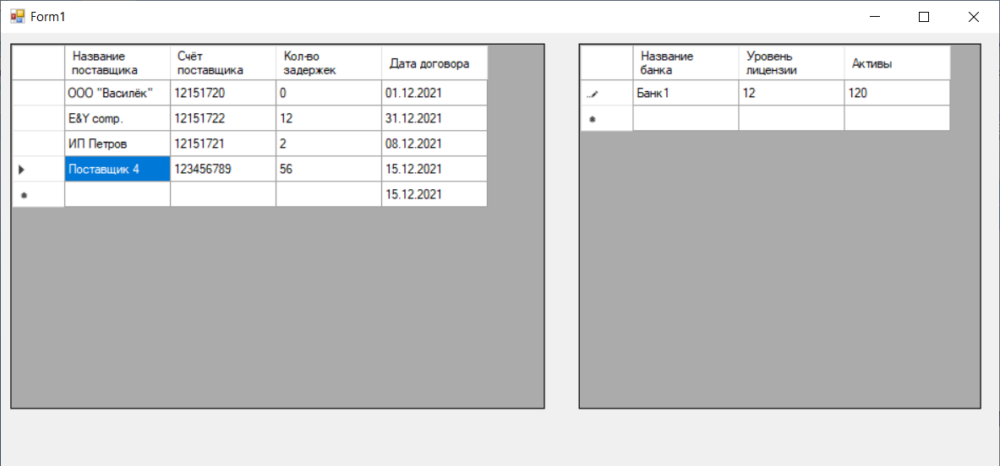 Form1
Название поставщика Счёт поставщика Кол-во задержек Дата договора
ООО "Василёк" 12151720 0 01.12.2021
E&Y comp. 12151722 12 31.12.2021
ИП Петров 12151721 2 08.12.2021
Поставщик 4 123456789 56 15.12.2021
15.12.2021
Название банка Уровень лицензии Активы
Банк1 12 120